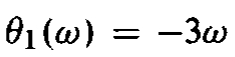 θ₁(ω) = −3ω